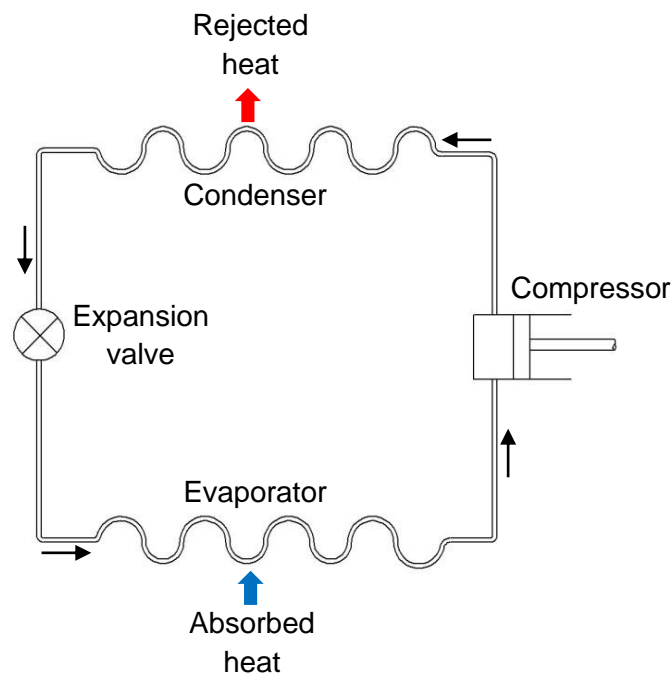 Rejected
heat
Condenser
Compressor
Expansion
valve
Evaporator
Absorbed
heat